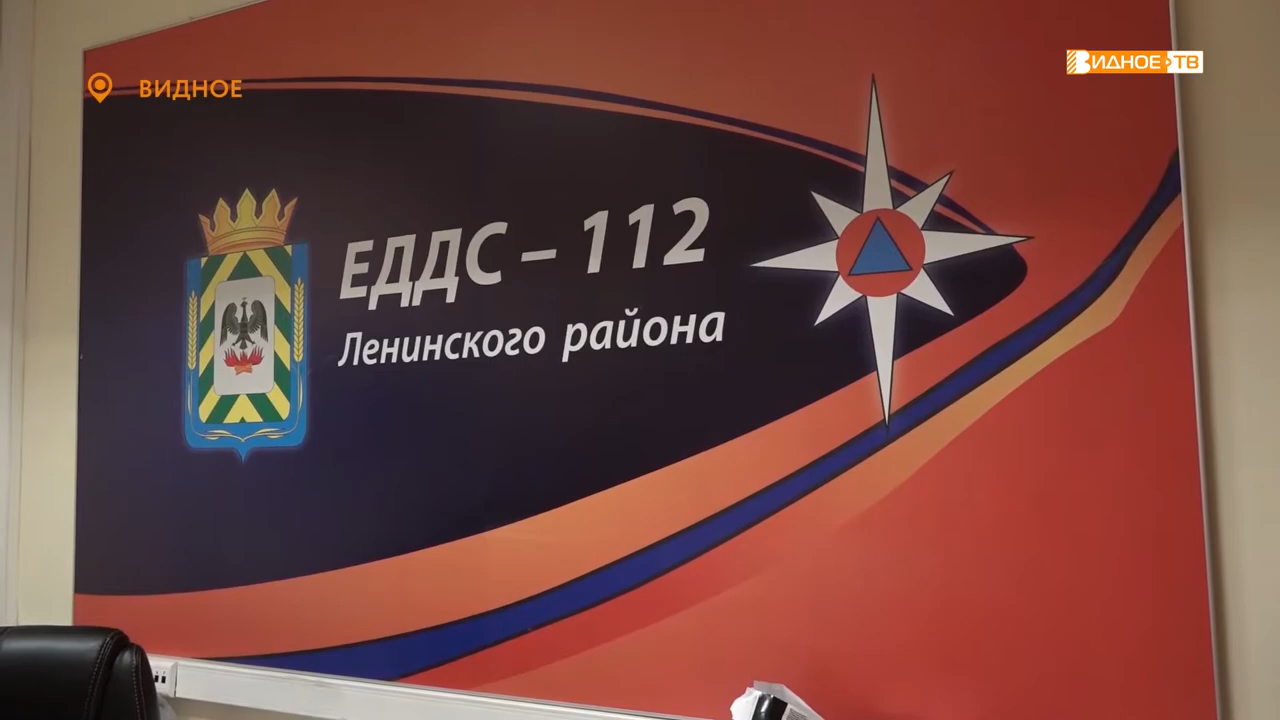 ВИДНОЕ
ВИДНОЕ ТВ
ЕДДС – 112
Ленинского района